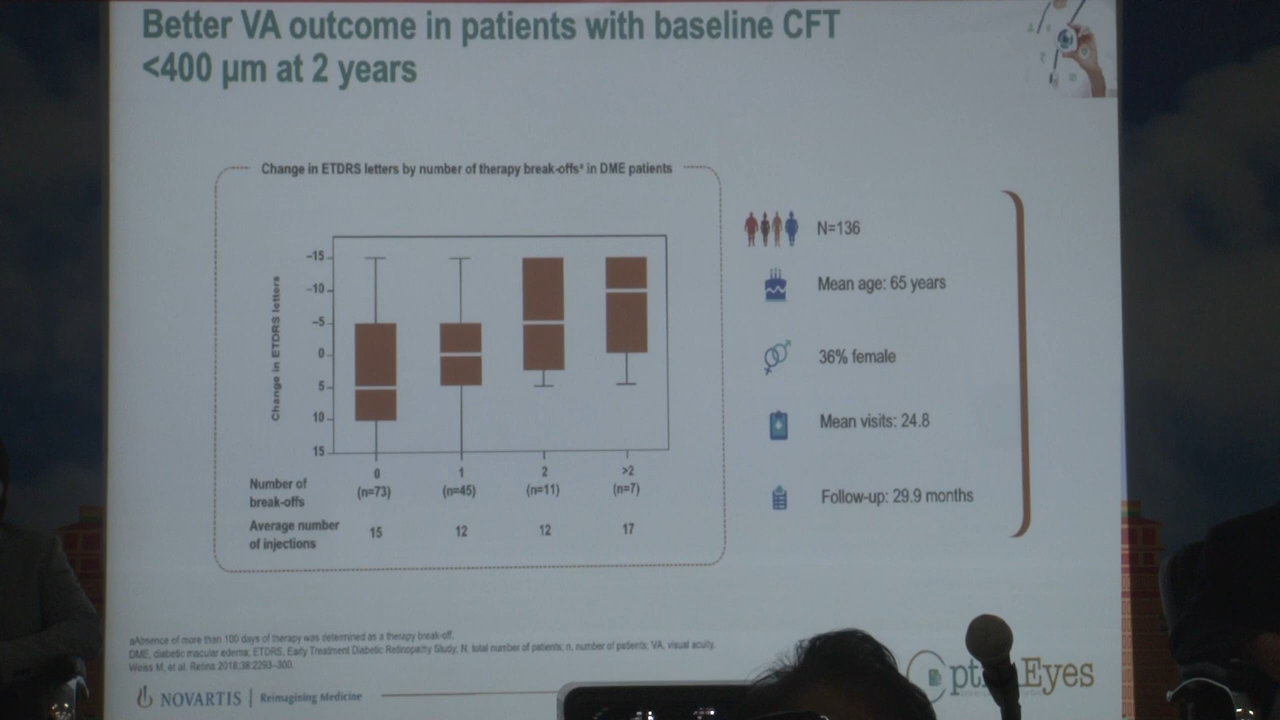 Better VA outcome in patients with baseline CFT
<400 µm at 2 years
Change in ETDRS letters by number of therapy break-offsª in DME patients
Change in ETDRS letters
-15
-10
-5
0
5
10
15
0
1
2
>2
Number of
break-offs
(n=73)
(n=45)
(n=11)
(n=7)
Average number
of injections
15
12
12
17
N=136
Mean age: 65 years
36% female
Mean visits: 24.8
Follow-up: 29.9 months
aAbsence of more than 100 days of therapy was determined as a therapy break-off.
DME, diabetic macular edema; ETDRS, Early Treatment Diabetic Retinopathy Study; N, total number of patients; n, number of patients; VA, visual acuity.
Weiss M, et al. Retina 2018;38:2293–300.
NOVARTIS | Reimagining Medicine
Eyes